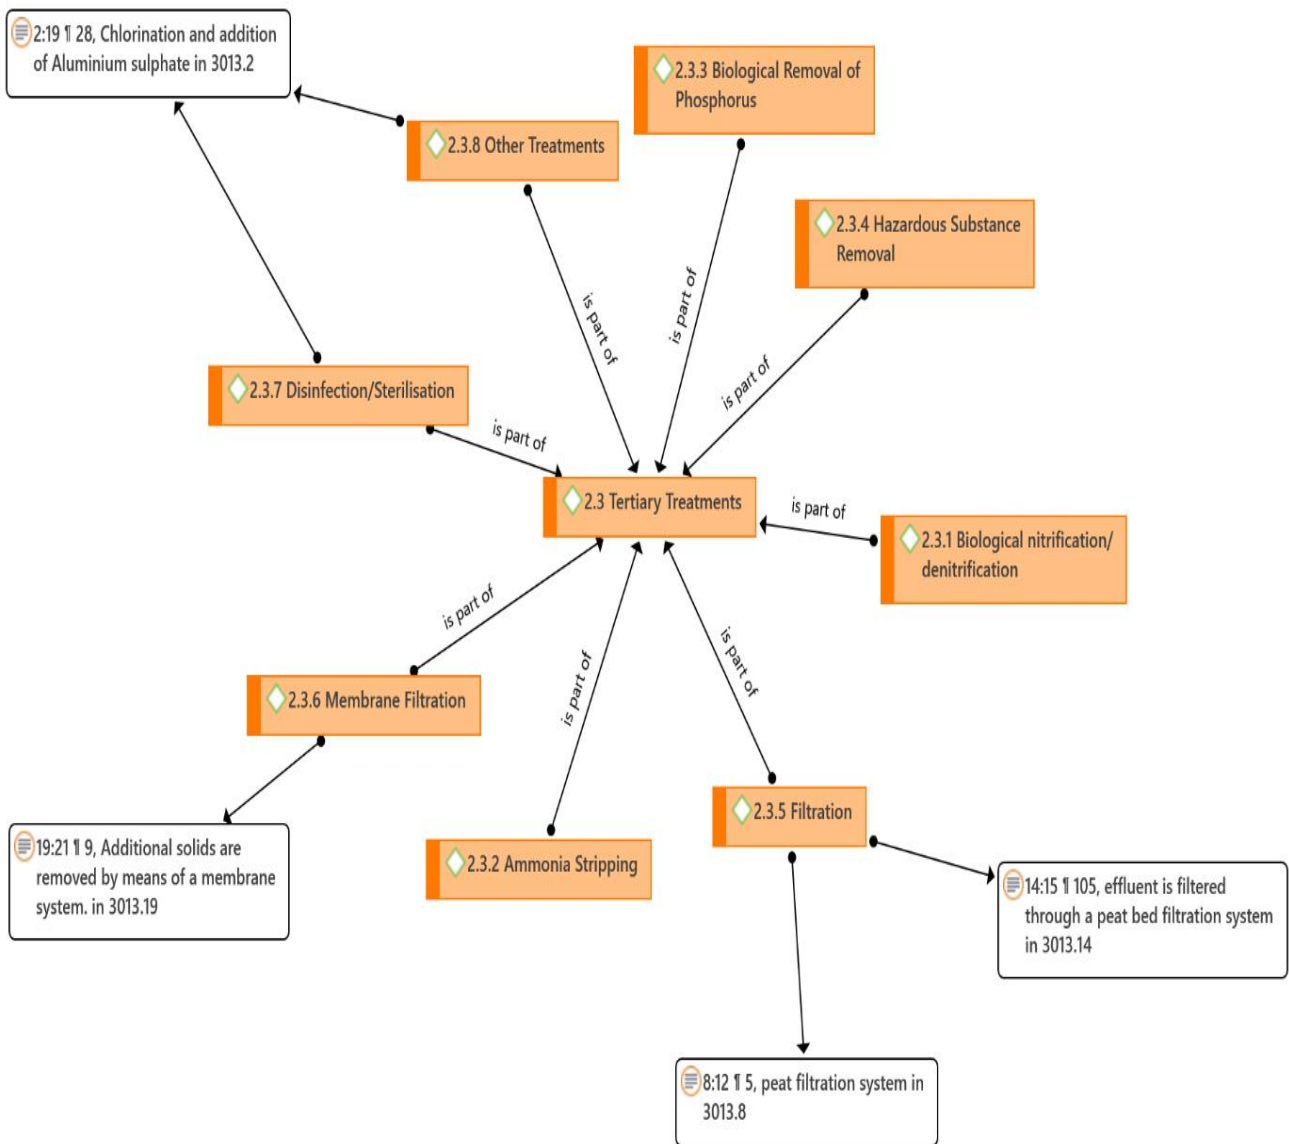 2:19 ¶ 28, Chlorination and addition
of Aluminium sulphate in 3013.2
2.3.3 Biological Removal of
Phosphorus
2.3.8 Other Treatments
2.3.4 Hazardous Substance
Removal
is part of
is part of
is part of
2.3.7 Disinfection/Sterilisation
is part of
2.3 Tertiary Treatments
is part of
2.3.1 Biological nitrification/
denitrification
is part of
is part of
is part of
2.3.6 Membrane Filtration
2.3.5 Filtration
19:21 ¶ 9, Additional solids are
removed by means of a membrane
system. in 3013.19
2.3.2 Ammonia Stripping
14:15 ¶ 105, effluent is filtered
through a peat bed filtration system
in 3013.14
8:12 ¶ 5, peat filtration system in
3013.8